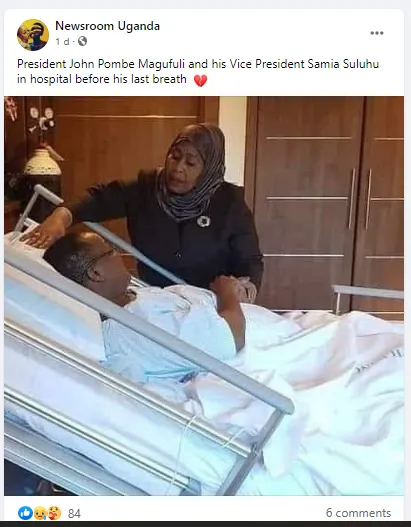 Newsroom Uganda
1 d ·
President John Pombe Magufuli and his Vice President Samia Suluhu
in hospital before his last breath 💔
84
6 comments